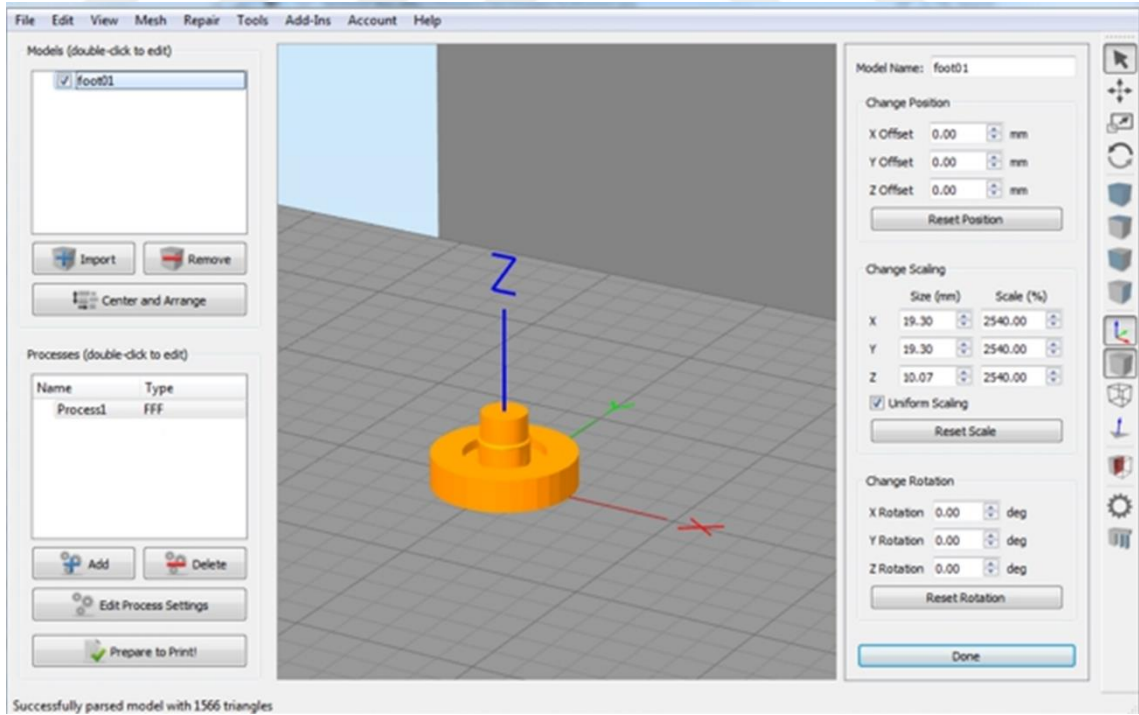 File Edit View Mesh Repair Tools Add-Ins Account Help
Models (double-click to edit)
foot01
Import Remove
Center and Arrange
Processes (double-click to edit)
Name Type
Process1 FFF
Add Delete
Edit Process Settings
Prepare to Print!
Z
X
Model Name: foot01
Change Position
X Offset 0.00 mm
Y Offset 0.00 mm
Z Offset 0.00 mm
Reset Position
Change Scaling
Size (mm) Scale (%)
X 19.30 2540.00
Y 19.30 2540.00
Z 10.07 2540.00
Uniform Scaling
Reset Scale
Change Rotation
X Rotation 0.00 deg
Y Rotation 0.00 deg
Z Rotation 0.00 deg
Reset Rotation
Done
Successfully parsed model with 1566 triangles